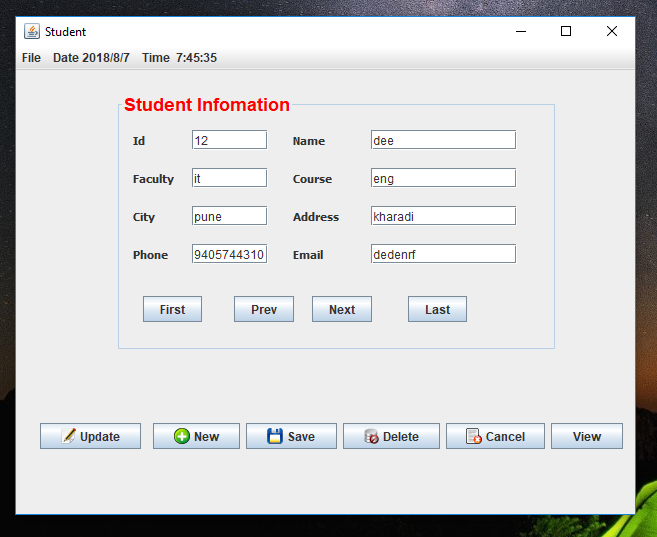 Student
File Date 2018/8/7 Time 7:45:35
Student Infomation
Id 12 Name dee
Faculty it Course eng
City pune Address kharadi
Phone 9405744310 Email dedenrf
First Prev Next Last
Update New Save Delete Cancel View